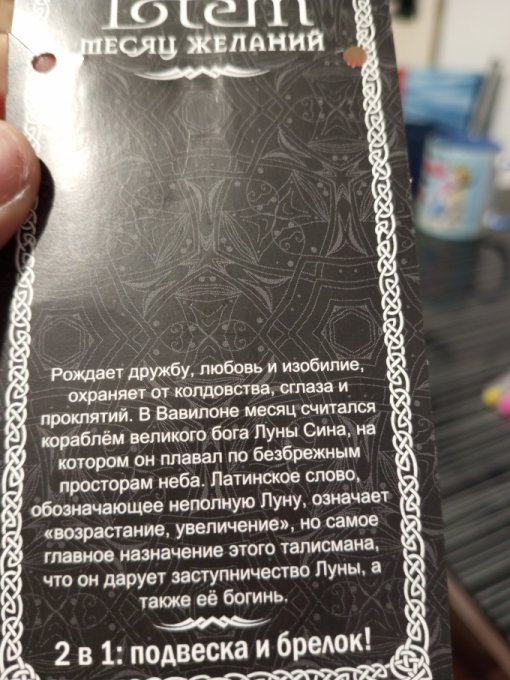 Totem
МЕСЯЦ ЖЕЛАНИЙ
Рождает дружбу, любовь и изобилие,
охраняет от колдовства, сглаза и
проклятий. В Вавилоне месяц считался
кораблём великого бога Луны Сина, на
котором он плавал по безбрежным
просторам неба. Латинское слово,
обозначающее неполную Луну, означает
«возрастание, увеличение», но самое
главное назначение этого талисмана,
что он дарует заступничество Луны, а
также её богинь.
2 в 1: подвеска и брелок!